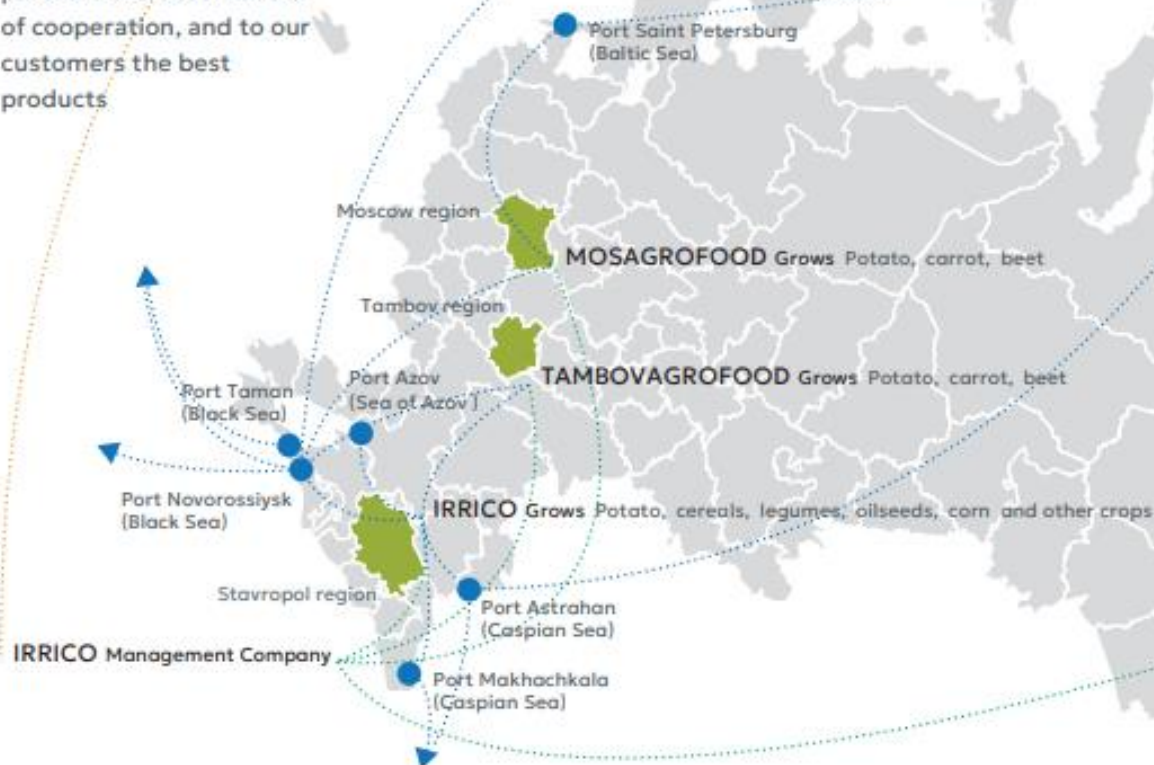 of cooperation, and to our
customers the best
products
Port Saint Petersburg
(Baltic Sea)
Moscow region
MOSAGROFOOD Grows Potato, carrot, beet
Tambov region
TAMBOVAGROFOOD Grows Potato, carrot, beet
Port Taman
(Black Sea)
Port Azov
(Sea of Azov)
Port Novorossiysk
(Black Sea)
IRRICO Grows Potato, cereals, legumes, oilseeds, corn and other crops
Stavropol region
Port Astrahan
(Caspian Sea)
IRRICO Management Company
Port Makhachkala
(Caspian Sea)